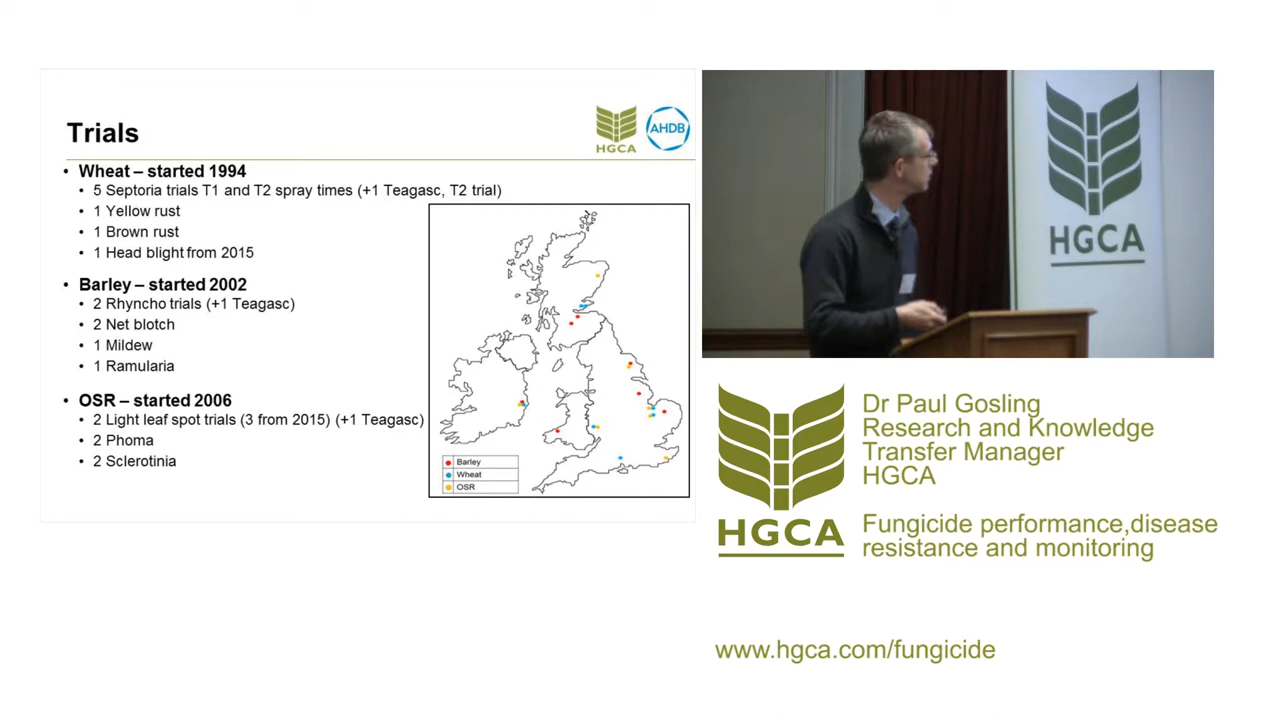 Trials
HGCA
AHDB
• Wheat – started 1994
• 5 Septoria trials T1 and T2 spray times (+1 Teagasc, T2 trial)
• 1 Yellow rust
• 1 Brown rust
• 1 Head blight from 2015
• Barley – started 2002
• 2 Rhyncho trials (+1 Teagasc)
• 2 Net blotch
• 1 Mildew
• 1 Ramularia
• OSR – started 2006
• 2 Light leaf spot trials (3 from 2015) (+1 Teagasc)
• 2 Phoma
• 2 Sclerotinia
Barley
Wheat
OSR
HGCA
HGCA
Dr Paul Gosling
Research and Knowledge
Transfer Manager
HGCA
Fungicide performance,disease
resistance and monitoring
www.hgca.com/fungicide